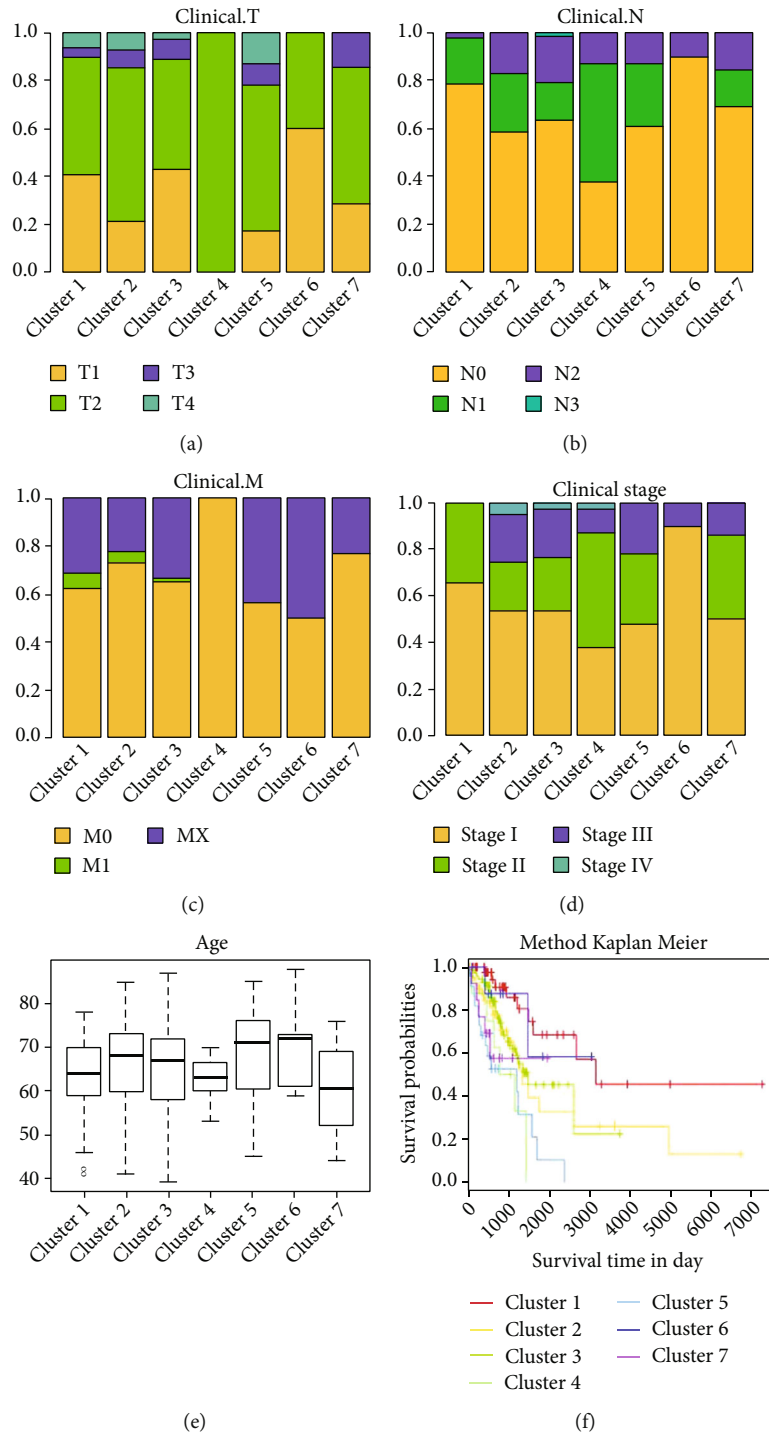 Clinical.T
1.0
0.8
0.6
0.4
0.2
0.0
Cluster 1
Cluster 2
Cluster 3
Cluster 4
Cluster 5
Cluster 6
Cluster 7
T1
T3
T2
T4
(a)
Clinical.N
1.0
0.8
0.6
0.4
0.2
0.0
Cluster 1
Cluster 2
Cluster 3
Cluster 4
Cluster 5
Cluster 6
Cluster 7
N0
N2
N1
N3
(b)
Clinical.M
1.0
0.8
0.6
0.4
0.2
0.0
Cluster 1
Cluster 2
Cluster 3
Cluster 4
Cluster 5
Cluster 6
Cluster 7
M0
MX
M1
(c)
Clinical stage
1.0
0.8
0.6
0.4
0.2
0.0
Cluster 1
Cluster 2
Cluster 3
Cluster 4
Cluster 5
Cluster 6
Cluster 7
Stage I
Stage III
Stage II
Stage IV
(d)
Age
80
70
60
50
40
Cluster 1
Cluster 2
Cluster 3
Cluster 4
Cluster 5
Cluster 6
Cluster 7
(e)
Method Kaplan Meier
Survival probabilities
1.0
0.8
0.6
0.4
0.2
0.0
0
1000
2000
3000
4000
5000
6000
7000
Survival time in day
Cluster 1
Cluster 5
Cluster 2
Cluster 6
Cluster 3
Cluster 7
Cluster 4
(f)